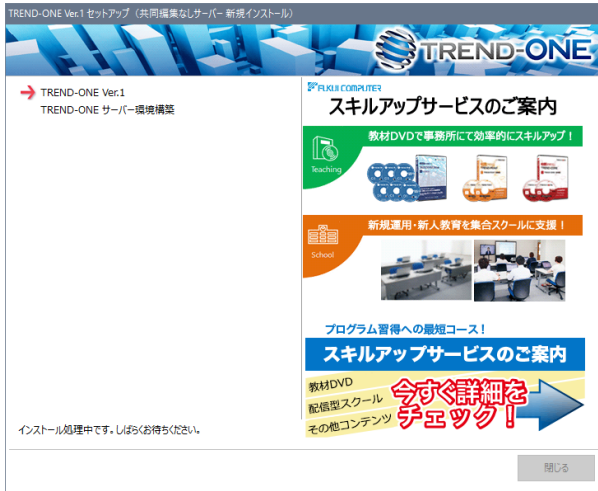 TREND-ONE Ver.1 セットアップ（共同編集なしサーバー 新規インストール）
TREND-ONE
TREND-ONE Ver.1
TREND-ONE サーバー環境構築
FUKUI COMPUTER
スキルアップサービスのご案内
教材DVDで事務所にて効率的にスキルアップ！
Teaching
新規運用・新人教育を集合スクールに支援！
School
プログラム習得への最短コース！
スキルアップサービスのご案内
教材DVD
配信型スクール
その他コンテンツ
今すぐ詳細を
チェック！
インストール処理中です。しばらくお待ちください。
閉じる